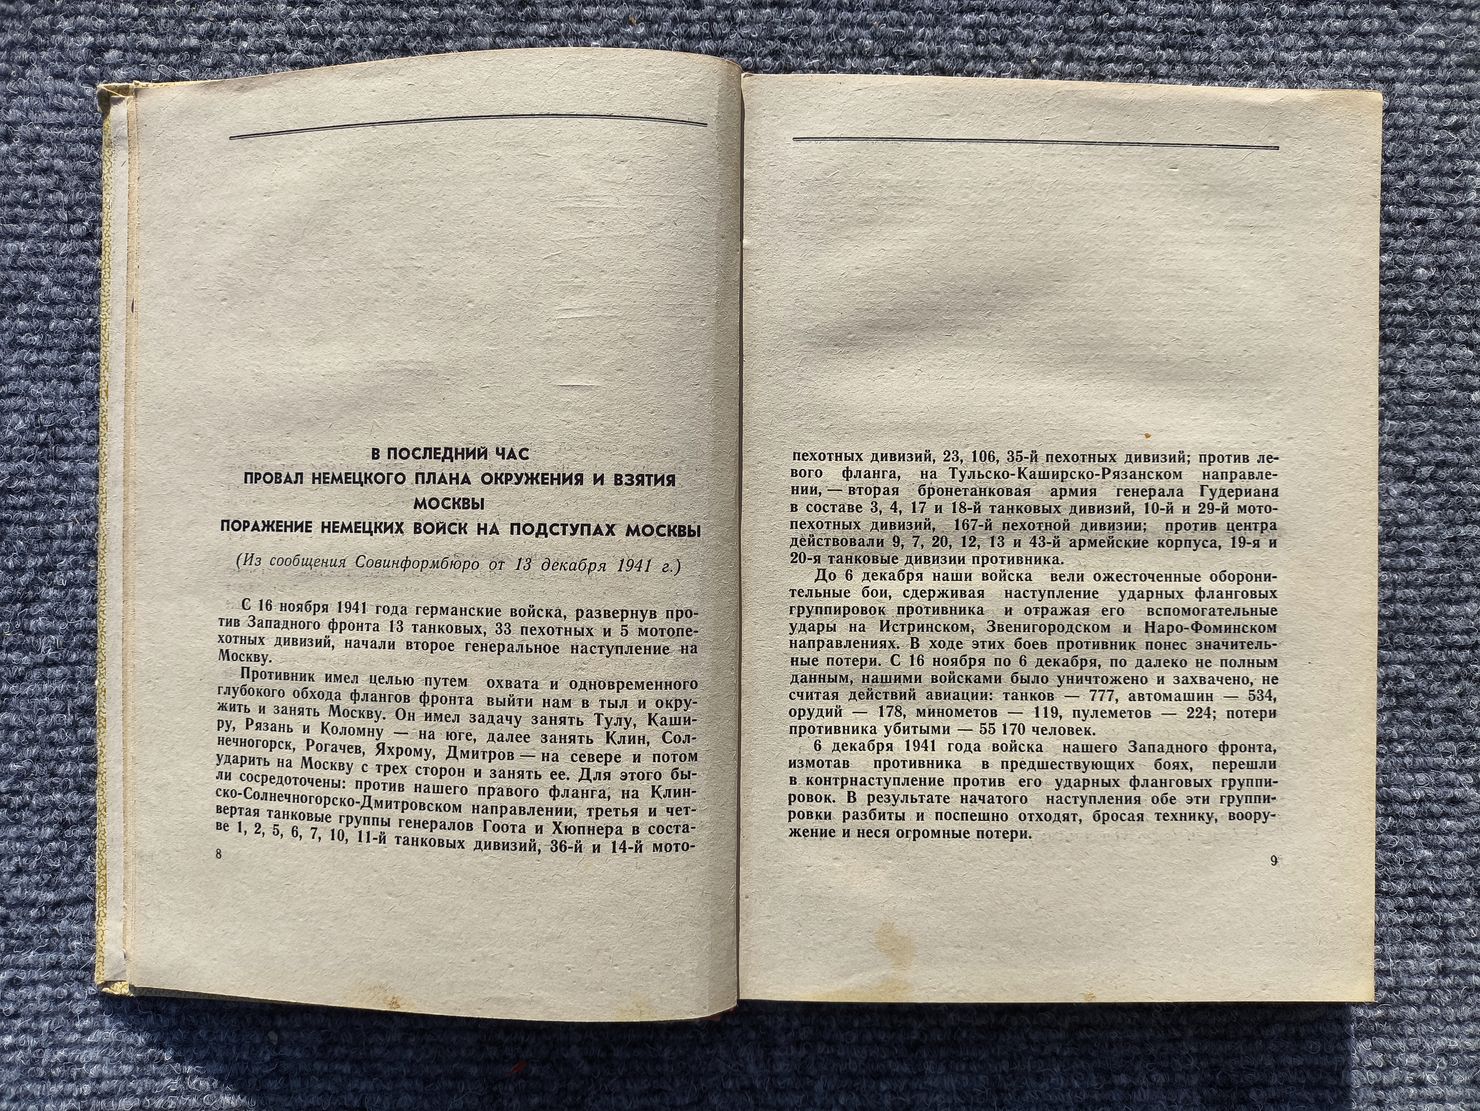 В ПОСЛЕДНИЙ ЧАС
ПРОВАЛ НЕМЕЦКОГО ПЛАНА ОКРУЖЕНИЯ И ВЗЯТИЯ
МОСКВЫ
ПОРАЖЕНИЕ НЕМЕЦКИХ ВОЙСК НА ПОДСТУПАХ МОСКВЫ
(Из сообщения Совинформбюро от 13 декабря 1941 г.)
С 16 ноября 1941 года германские войска, развернув про-
тив Западного фронта 13 танковых, 33 пехотных и 5 мотопе-
хотных дивизий, начали второе генеральное наступление на
Москву.
Противник имел целью путем охвата и одновременного
глубокого обхода флангов фронта выйти нам в тыл и окру-
жить и занять Москву. Он имел задачу занять Тулу, Каши-
ру, Рязань и Коломну — на юге, далее занять Клин, Сол-
нечногорск, Рогачев, Яхрому, Дмитров — на севере и потом
ударить на Москву с трех сторон и занять ее. Для этого бы-
ли сосредоточены: против нашего правого фланга, на Клин-
ско-Солнечногорско-Дмитровском направлении, третья и чет-
вертая танковые группы генералов Гоота и Хюпнера в соста-
ве 1, 2, 5, 6, 7, 10, 11-й танковых дивизий, 36-й и 14-й мото-
8
пехотных дивизий, 23, 106, 35-й пехотных дивизий; против ле-
вого фланга, на Тульско-Каширско-Рязанском направле-
нии, — вторая бронетанковая армия генерала Гудериана
в составе 3, 4, 17 и 18-й танковых дивизий, 10-й и 29-й мото-
пехотных дивизий, 167-й пехотной дивизии; против центра
действовали 9, 7, 20, 12, 13 и 43-й армейские корпуса, 19-я и
20-я танковые дивизии противника.
До 6 декабря наши войска вели ожесточенные оборони-
тельные бои, сдерживая наступление ударных фланговых
группировок противника и отражая его вспомогательные
удары на Истринском, Звенигородском и Наро-Фоминском
направлениях. В ходе этих боев противник понес значитель-
ные потери. С 16 ноября по 6 декабря, по далеко не полным
данным, нашими войсками было уничтожено и захвачено, не
считая действий авиации: танков — 777, автомашин — 534,
орудий — 178, минометов — 119, пулеметов — 224; потери
противника убитыми — 55 170 человек.
6 декабря 1941 года войска нашего Западного фронта,
измотав противника в предшествующих боях, перешли
в контрнаступление против его ударных фланговых группи-
ровок. В результате начатого наступления обе эти группи-
ровки разбиты и поспешно отходят, бросая технику, воору-
жение и неся огромные потери.
9